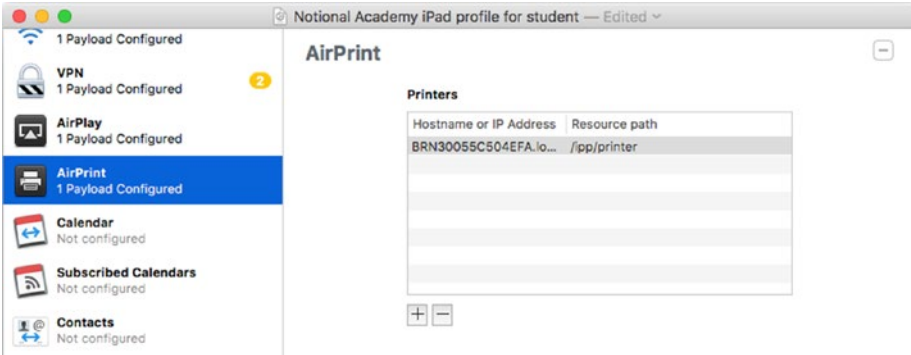 Notional Academy iPad profile for student — Edited
1 Payload Configured
VPN
1 Payload Configured
2
AirPlay
1 Payload Configured
AirPrint
1 Payload Configured
Calendar
Not configured
Subscribed Calendars
Not configured
Contacts
Not configured
AirPrint
Printers
Hostname or IP Address Resource path
BRN30055C504EFA.lo... /ipp/printer